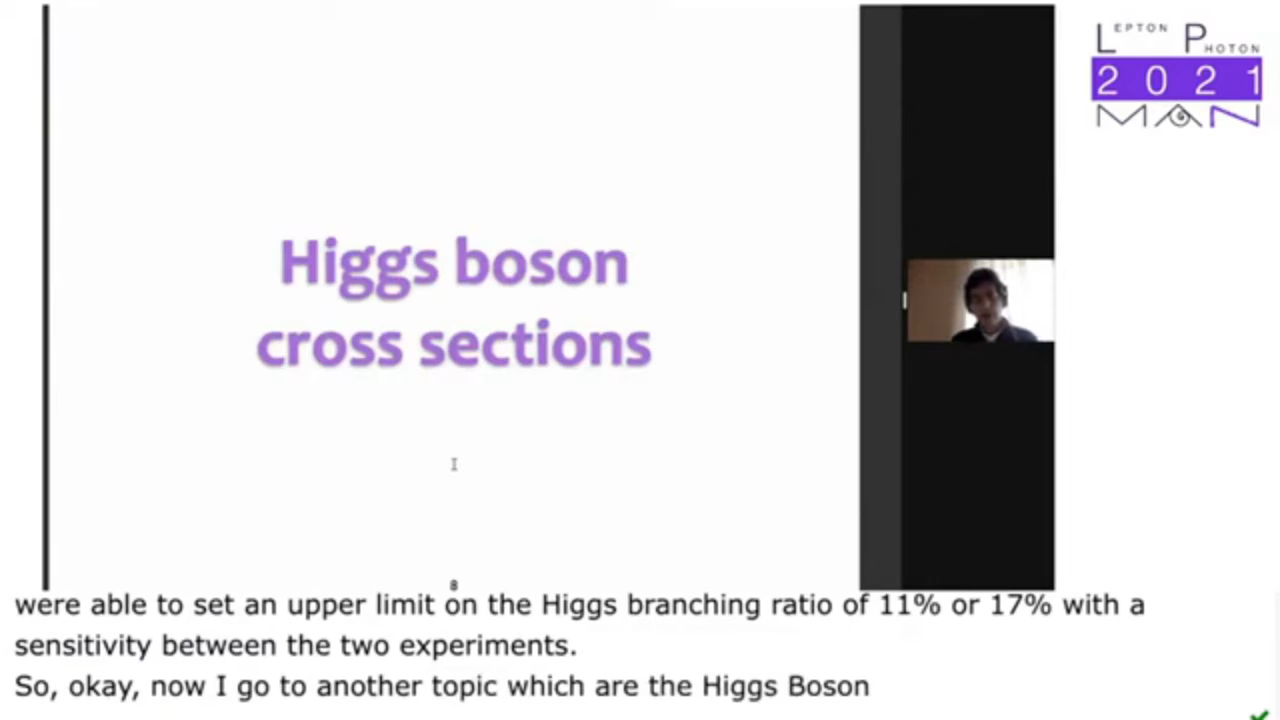 LEPTON PHOTON
2021
MAN
Higgs boson
cross sections
8
were able to set an upper limit on the Higgs branching ratio of 11% or 17% with a
sensitivity between the two experiments.
So, okay, now I go to another topic which are the Higgs Boson